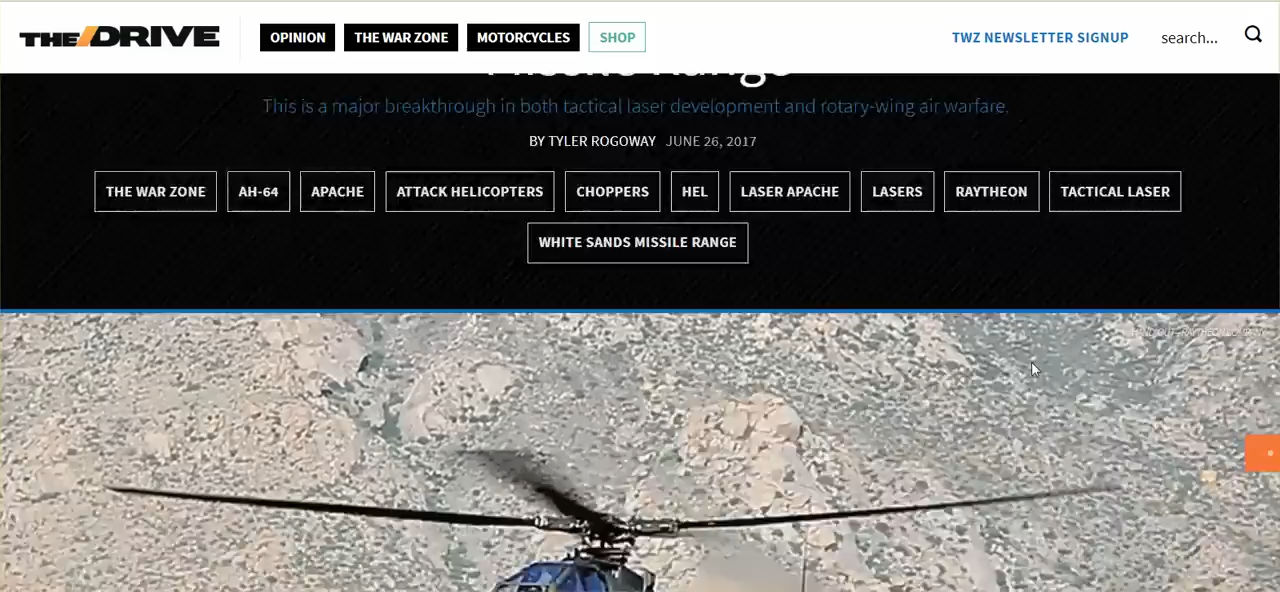 THE/DRIVE
OPINION THE WAR ZONE MOTORCYCLES SHOP TWZ NEWSLETTER SIGNUP search...
Missile Range
This is a major breakthrough in both tactical laser development and rotary-wing air warfare.
BY TYLER ROGOWAY JUNE 26, 2017
THE WAR ZONE AH-64 APACHE ATTACK HELICOPTERS CHOPPERS HEL LASER APACHE LASERS RAYTHEON TACTICAL LASER
WHITE SANDS MISSILE RANGE